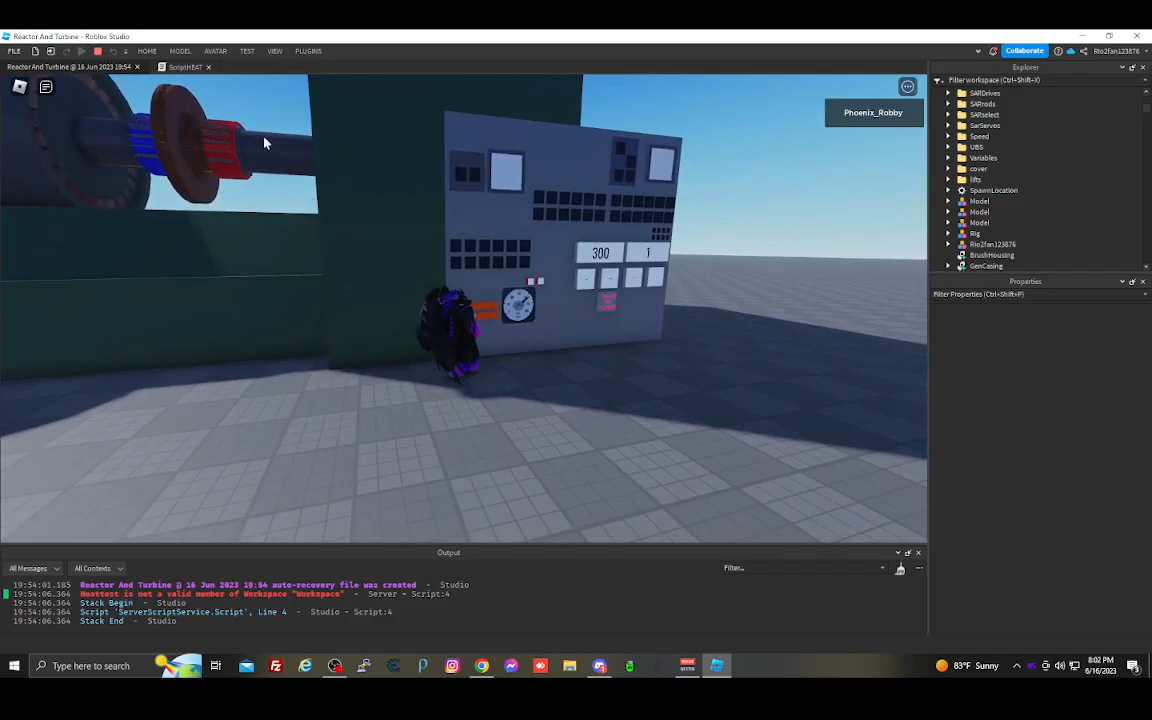 Reactor And Turbine - Roblox Studio
FILE HOME MODEL AVATAR TEST VIEW PLUGINS Collaborate Rio2fan123876
Reactor And Turbine @ 16 Jun 2023 19:54 × ScriptHEAT ×
Phoenix_Robby
300 1
Explorer
Filter workspace (Ctrl+Shift+X)
SARDrives
SARrods
SARselect
SarServos
Speed
UBS
Variables
cover
lifts
SpawnLocation
Model
Model
Model
Rig
Rio2fan123876
BrushHousing
GenCasing
Properties
Filter Properties (Ctrl+Shift+P)
Output
All Messages All Contexts Filter...
19:54:01.185 Reactor And Turbine @ 16 Jun 2023 19:54 auto-recovery file was created - Studio
19:54:06.364 Heattest is not a valid member of Workspace "Workspace" - Server - Script:4
19:54:06.364 Stack Begin - Studio
19:54:06.364 Script 'ServerScriptService.Script', Line 4 - Studio - Script:4
19:54:06.364 Stack End - Studio
Type here to search
83°F Sunny
8:02 PM
6/16/2023